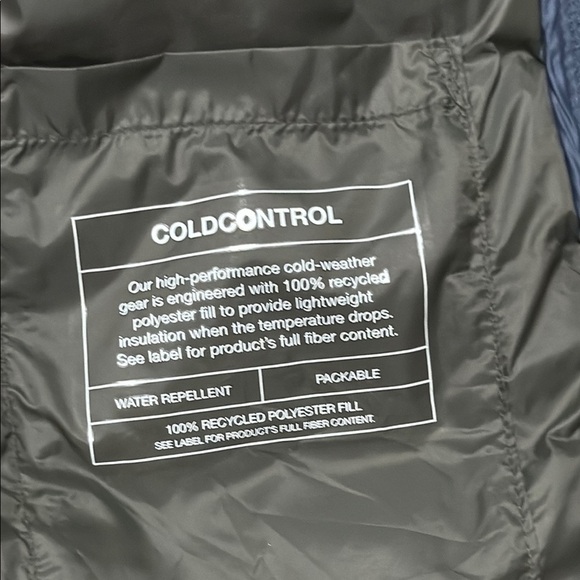 COLDCONTROL
Our high-performance cold-weather
gear is engineered with 100% recycled
polyester fill to provide lightweight
insulation when the temperature drops.
See label for product's full fiber content.
WATER REPELLENT
PACKABLE
100% RECYCLED POLYESTER FILL
SEE LABEL FOR PRODUCT'S FULL FIBER CONTENT.